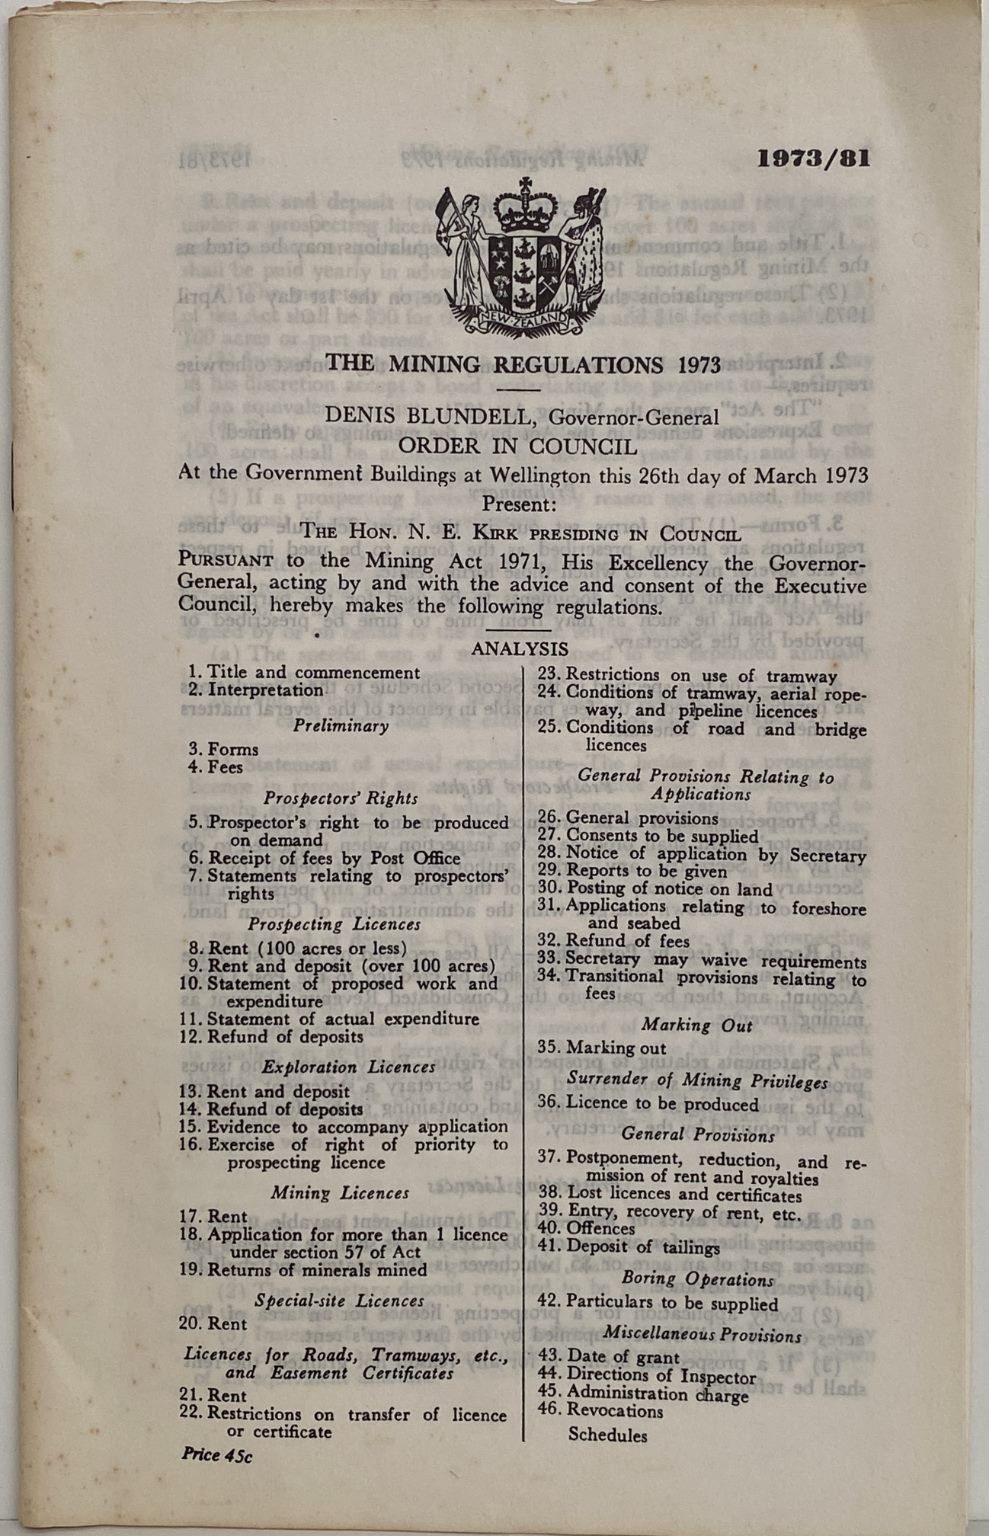 1973/81
NEW ZEALAND
THE MINING REGULATIONS 1973
DENIS BLUNDELL, Governor-General
ORDER IN COUNCIL
At the Government Buildings at Wellington this 26th day of March 1973
Present:
THE HON. N. E. KIRK PRESIDING IN COUNCIL
PURSUANT to the Mining Act 1971, His Excellency the Governor-
General, acting by and with the advice and consent of the Executive
Council, hereby makes the following regulations.
ANALYSIS
1. Title and commencement
2. Interpretation
Preliminary
3. Forms
4. Fees
Prospectors' Rights
5. Prospector's right to be produced
on demand
6. Receipt of fees by Post Office
7. Statements relating to prospectors'
rights
Prospecting Licences
8. Rent (100 acres or less)
9. Rent and deposit (over 100 acres)
10. Statement of proposed work and
expenditure
11. Statement of actual expenditure
12. Refund of deposits
Exploration Licences
13. Rent and deposit
14. Refund of deposits
15. Evidence to accompany application
16. Exercise of right of priority to
prospecting licence
Mining Licences
17. Rent
18. Application for more than 1 licence
under section 57 of Act
19. Returns of minerals mined
Special-site Licences
20. Rent
Licences for Roads, Tramways, etc.,
and Easement Certificates
21. Rent
22. Restrictions on transfer of licence
or certificate
Price 45c
23. Restrictions on use of tramway
24. Conditions of tramway, aerial rope-
way, and pipeline licences
25. Conditions of road and bridge
licences
General Provisions Relating to
Applications
26. General provisions
27. Consents to be supplied
28. Notice of application by Secretary
29. Reports to be given
30. Posting of notice on land
31. Applications relating to foreshore
and seabed
32. Refund of fees
33. Secretary may waive requirements
34. Transitional provisions relating to
fees
Marking Out
35. Marking out
Surrender of Mining Privileges
36. Licence to be produced
General Provisions
37. Postponement, reduction, and re-
mission of rent and royalties
38. Lost licences and certificates
39. Entry, recovery of rent, etc.
40. Offences
41. Deposit of tailings
Boring Operations
42. Particulars to be supplied
Miscellaneous Provisions
43. Date of grant
44. Directions of Inspector
45. Administration charge
46. Revocations
Schedules